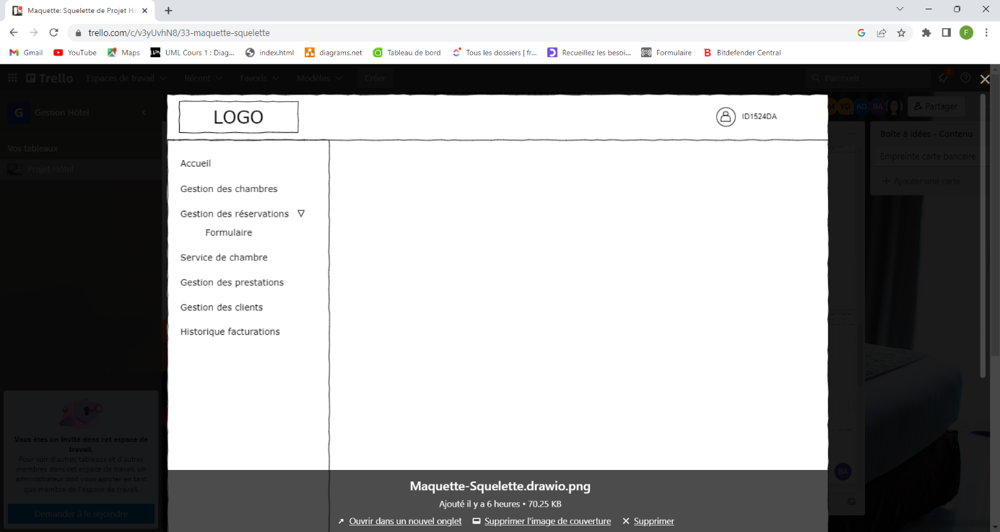 Maquette: Squelette de Projet Hô
trello.com/c/v3yUvhN8/33-maquette-squelette
F
Gmail
YouTube
Maps
UML Cours 1 : Diag...
index.html
diagrams.net
Tableau de bord
Tous les dossiers | fr...
Recueillez les besoi...
Formulaire
Bitdefender Central
Trello
Espaces de travail
Récent
Favoris
Modèles
Créer
Parcourir
G
Gestion Hôtel
YD
AD
BA
Partager
Vos tableaux
Projet Hôtel
Boîte à idées - Contenu
Empreinte carte bancaire
+ Ajouter une carte
LOGO
ID1524DA
Accueil
Gestion des chambres
Gestion des réservations
Formulaire
Service de chambre
Gestion des prestations
Gestion des clients
Historique facturations
Vous êtes un invité dans cet espace de
travail.
Pour voir d'autres tableaux et d'autres
membres dans cet espace de travail, un
administrateur doit vous ajouter en tant
que membre de l'espace de travail.
Demander à le rejoindre
BA
Maquette-Squelette.drawio.png
Ajouté il y a 6 heures • 70.25 KB
Ouvrir dans un nouvel onglet
Supprimer l'image de couverture
Supprimer